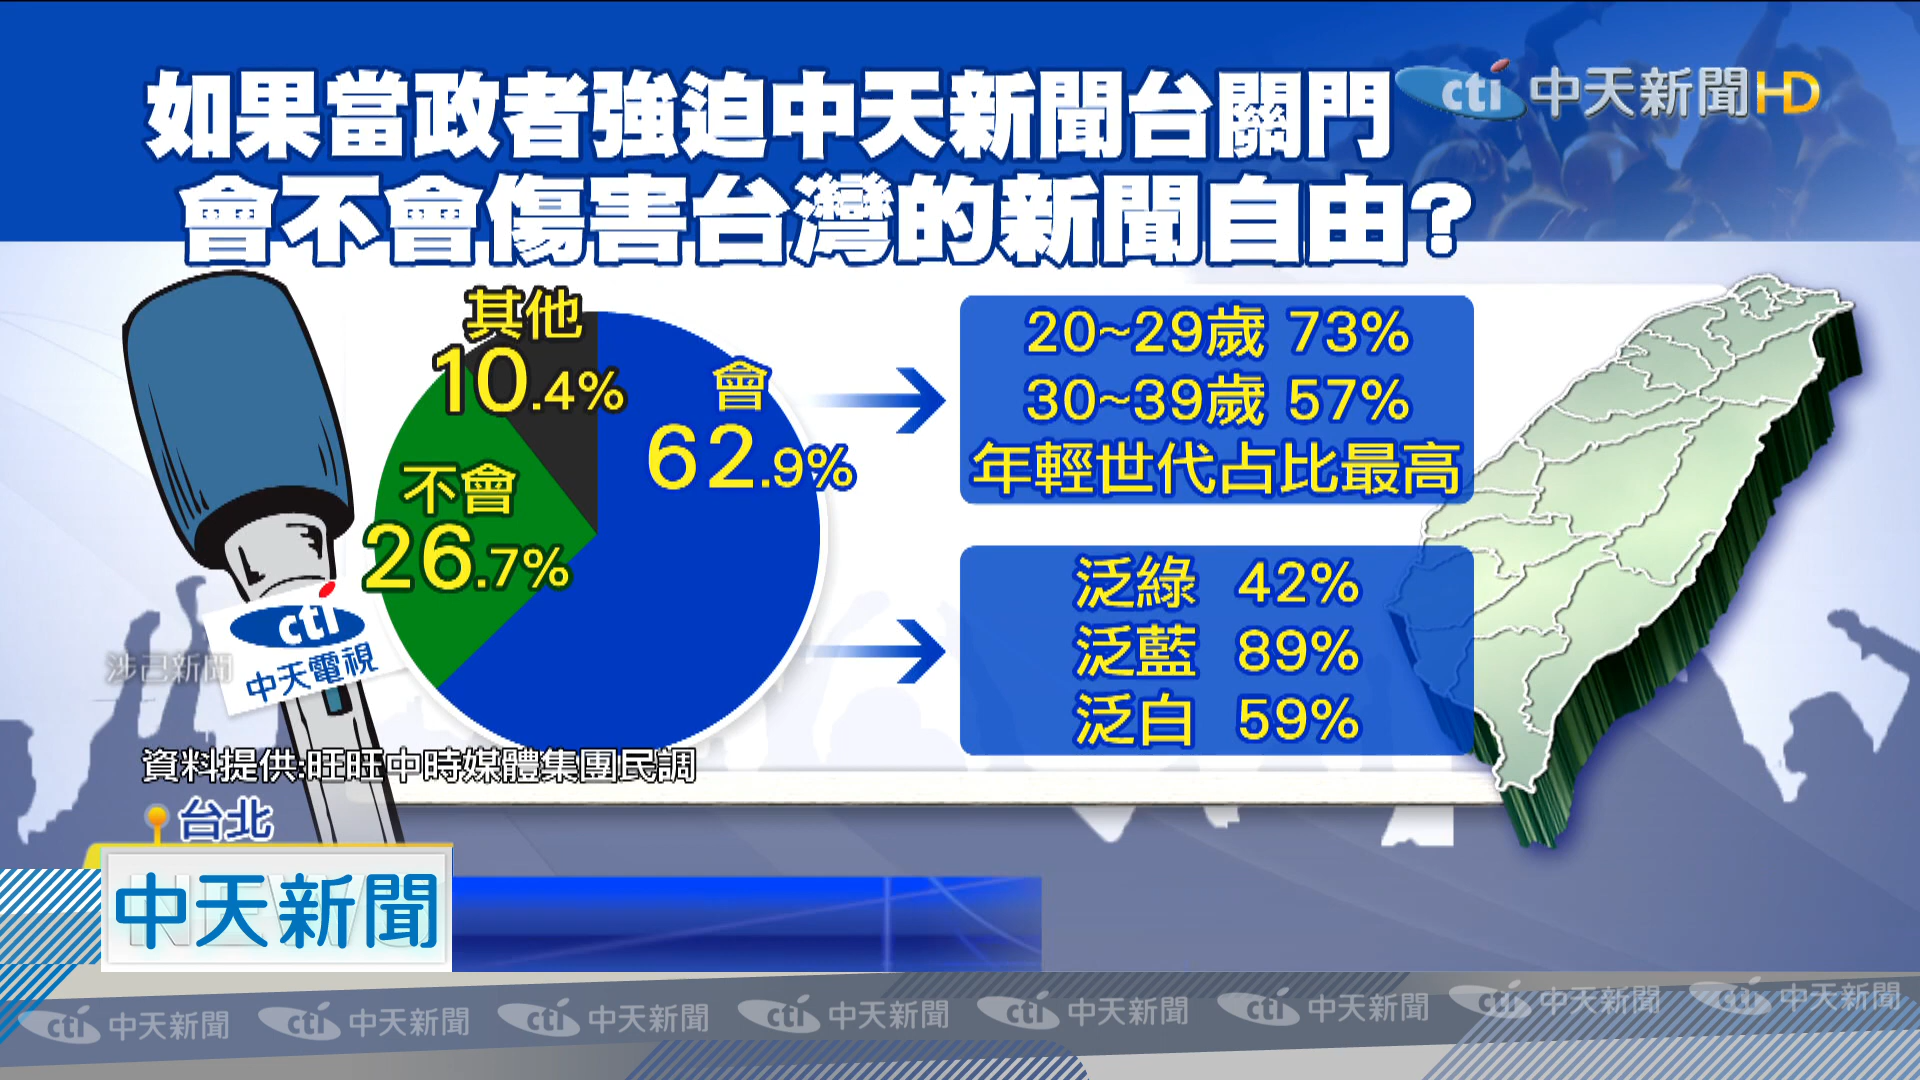 如果當政者強迫中天新聞台關門
會不會傷害台灣的新聞自由?
cti 中天新聞HD
其他
10.4%
會
62.9%
不會
26.7%
20~29歲 73%
30~39歲 57%
年輕世代占比最高
泛綠 42%
泛藍 89%
泛白 59%
cti
中天電視
涉己新聞
資料提供:旺旺中時媒體集團民調
台北
NEWS
中天新聞
cti 中天新聞 cti 中天新聞 cti 中天新聞 cti 中天新聞 cti 中天新聞 cti 中天新聞 cti 中天新聞 cti 中天新聞